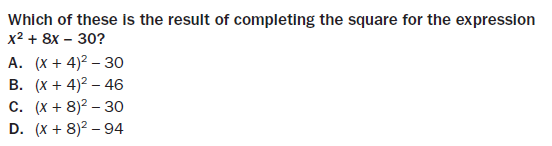 Which of these is the result of completing the square for the expression
x² + 8x – 30?
A. (x + 4)² – 30
B. (x + 4)² – 46
C. (x + 8)² – 30
D. (x + 8)² – 94